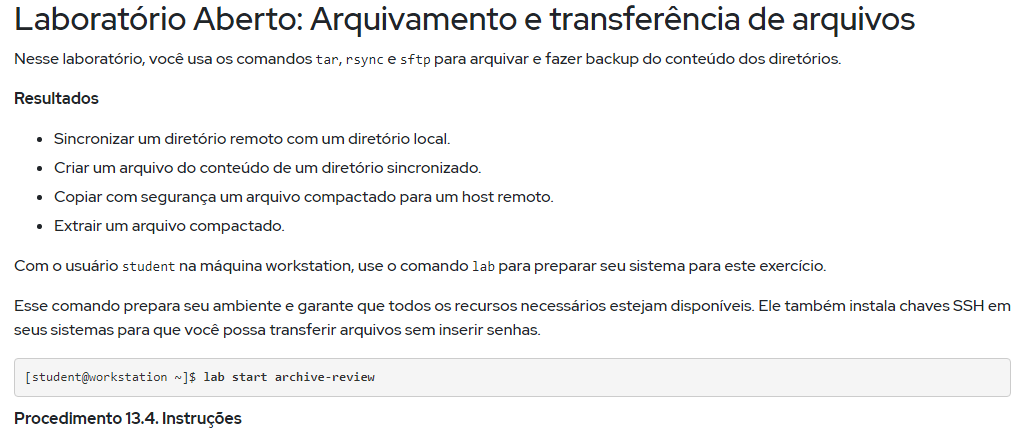 Laboratório Aberto: Arquivamento e transferência de arquivos
Nesse laboratório, você usa os comandos tar, rsync e sftp para arquivar e fazer backup do conteúdo dos diretórios.
Resultados
• Sincronizar um diretório remoto com um diretório local.
• Criar um arquivo do conteúdo de um diretório sincronizado.
• Copiar com segurança um arquivo compactado para um host remoto.
• Extrair um arquivo compactado.
Com o usuário student na máquina workstation, use o comando lab para preparar seu sistema para este exercício.
Esse comando prepara seu ambiente e garante que todos os recursos necessários estejam disponíveis. Ele também instala chaves SSH em
seus sistemas para que você possa transferir arquivos sem inserir senhas.
[student@workstation ~]$ lab start archive-review
Procedimento 13.4. Instruções